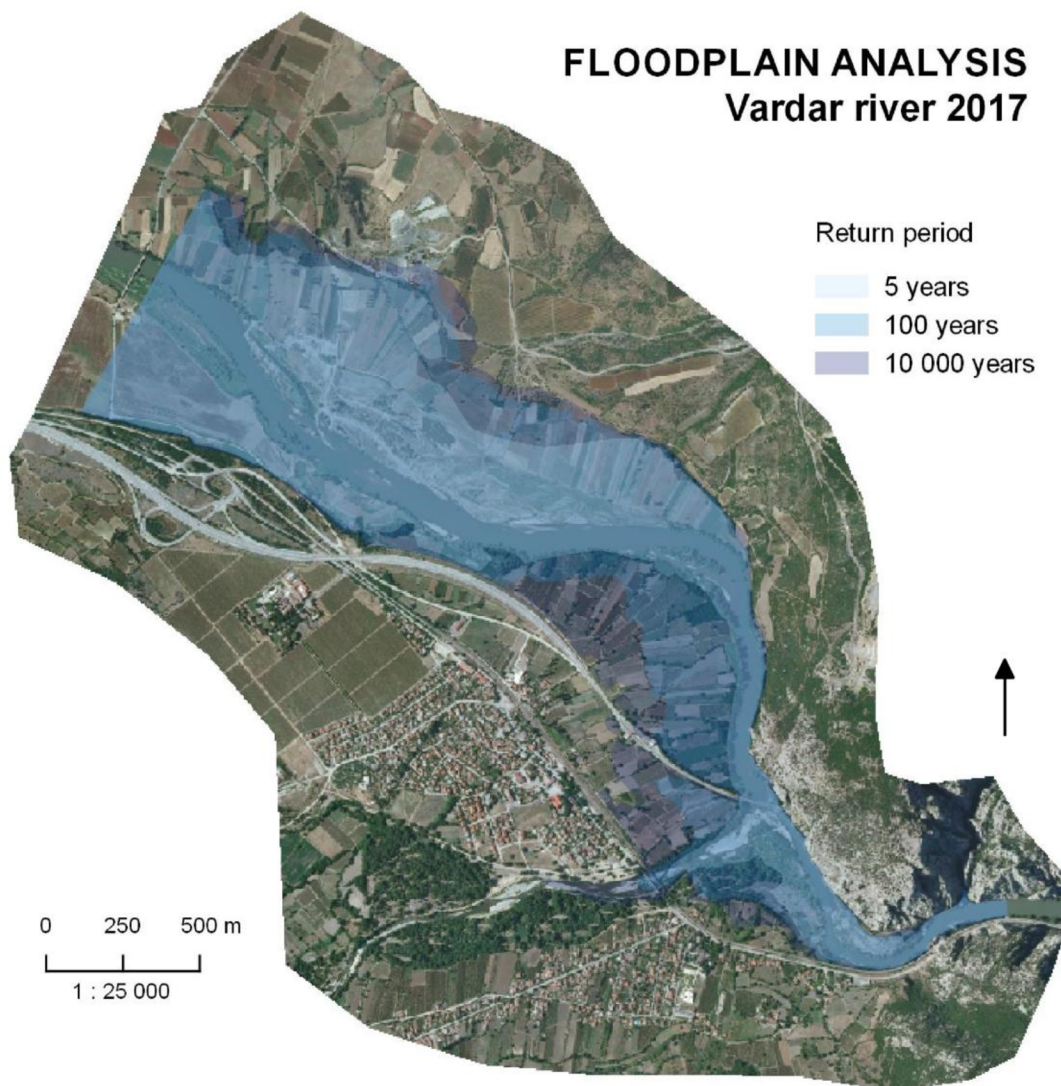 FLOODPLAIN ANALYSIS
Vardar river 2017
Return period
5 years
100 years
10 000 years
0 250 500 m
1 : 25 000